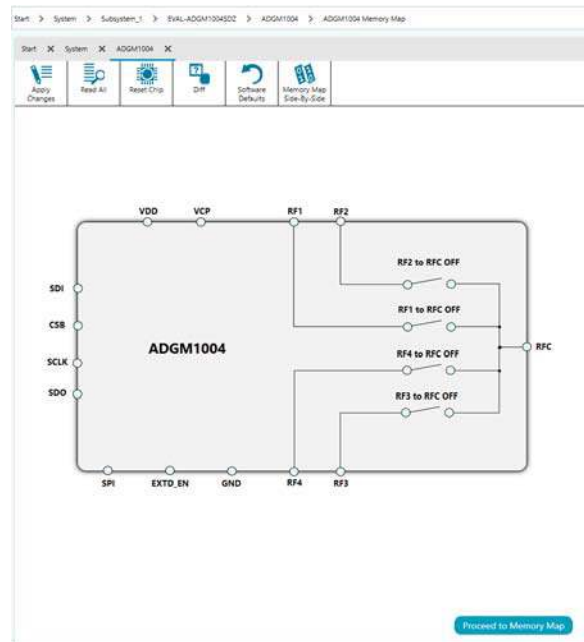 Start > System > Subsystem_1 > EVAL-ADGM1004SDZ > ADGM1004 > ADGM1004 Memory Map
Start X System X ADGM1004 X
Apply Changes
Read All
Reset Chip
Diff
Software Defaults
Memory Map Side-By-Side
VDD VCP RF1 RF2
RF2 to RFC OFF
SDI
RF1 to RFC OFF
CSB
ADGM1004
RFC
RF4 to RFC OFF
SCLK
SDO
RF3 to RFC OFF
SPI EXTD_EN GND RF4 RF3
Proceed to Memory Map